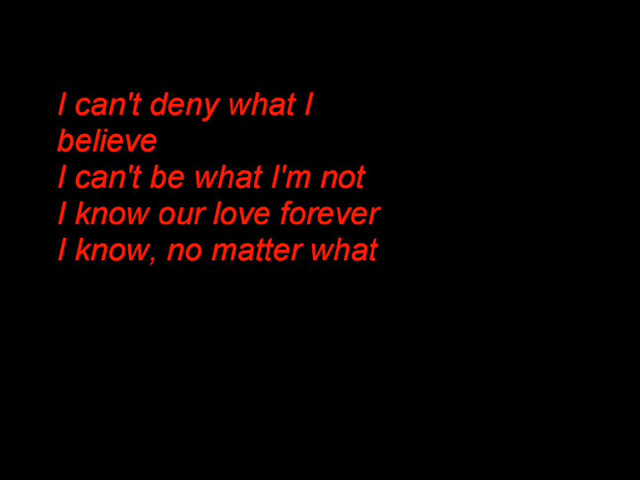 I can't deny what I
believe
I can't be what I'm not
I know our love forever
I know, no matter what